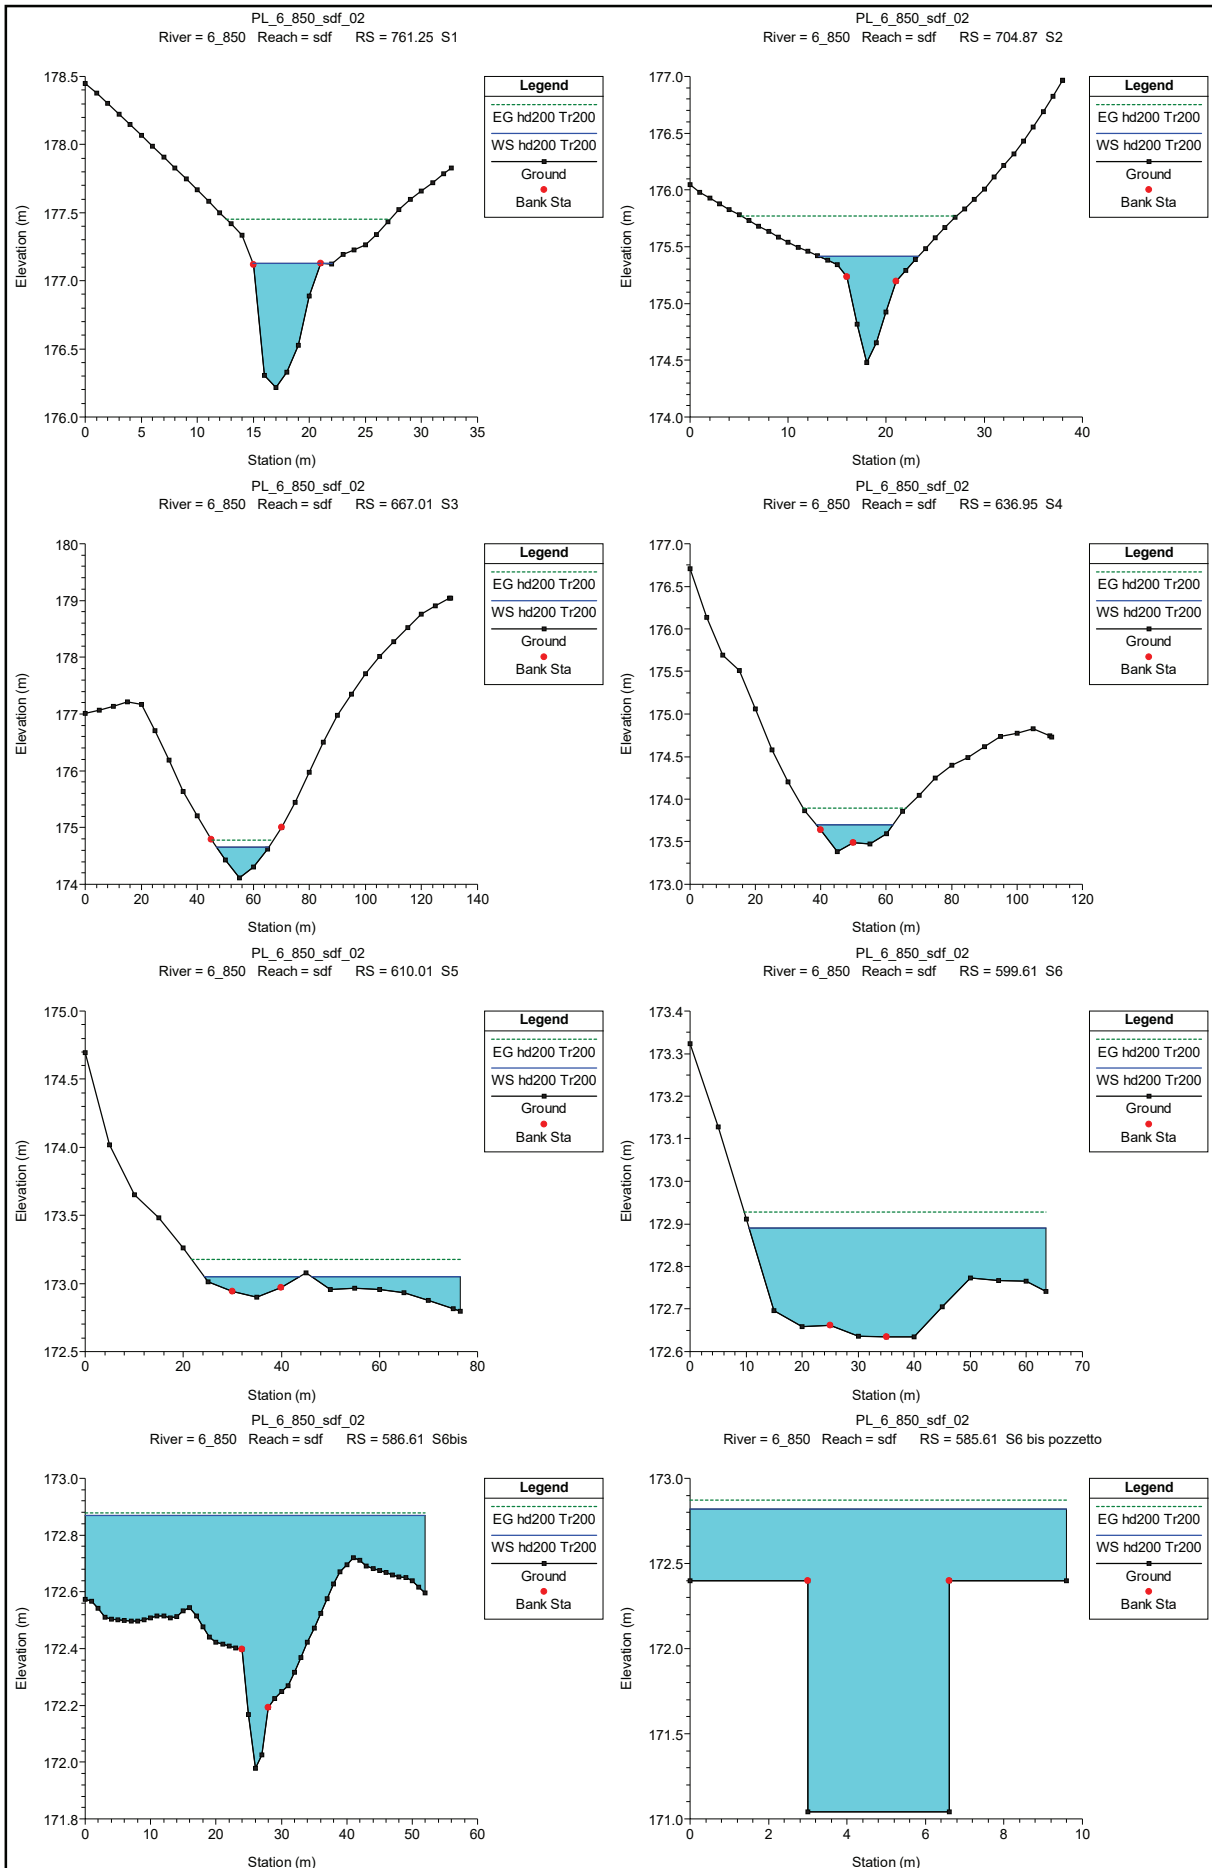 PL_6_850_sdf_02
River = 6_850 Reach = sdf RS = 761.25 S1
178.5
178.0
177.5
177.0
176.5
176.0
Elevation (m)
0 5 10 15 20 25 30 35
Station (m)
Legend
EG hd200 Tr200
WS hd200 Tr200
Ground
Bank Sta
PL_6_850_sdf_02
River = 6_850 Reach = sdf RS = 704.87 S2
177.0
176.5
176.0
175.5
175.0
174.5
174.0
Elevation (m)
0 10 20 30 40
Station (m)
Legend
EG hd200 Tr200
WS hd200 Tr200
Ground
Bank Sta
PL_6_850_sdf_02
River = 6_850 Reach = sdf RS = 667.01 S3
180
179
178
177
176
175
174
Elevation (m)
0 20 40 60 80 100 120 140
Station (m)
Legend
EG hd200 Tr200
WS hd200 Tr200
Ground
Bank Sta
PL_6_850_sdf_02
River = 6_850 Reach = sdf RS = 636.95 S4
177.0
176.5
176.0
175.5
175.0
174.5
174.0
173.5
173.0
Elevation (m)
0 20 40 60 80 100 120
Station (m)
Legend
EG hd200 Tr200
WS hd200 Tr200
Ground
Bank Sta
PL_6_850_sdf_02
River = 6_850 Reach = sdf RS = 610.01 S5
175.0
174.5
174.0
173.5
173.0
172.5
Elevation (m)
0 20 40 60 80
Station (m)
Legend
EG hd200 Tr200
WS hd200 Tr200
Ground
Bank Sta
PL_6_850_sdf_02
River = 6_850 Reach = sdf RS = 599.61 S6
173.4
173.3
173.2
173.1
173.0
172.9
172.8
172.7
172.6
Elevation (m)
0 10 20 30 40 50 60 70
Station (m)
Legend
EG hd200 Tr200
WS hd200 Tr200
Ground
Bank Sta
PL_6_850_sdf_02
River = 6_850 Reach = sdf RS = 586.61 S6bis
173.0
172.8
172.6
172.4
172.2
172.0
171.8
Elevation (m)
0 10 20 30 40 50 60
Station (m)
Legend
EG hd200 Tr200
WS hd200 Tr200
Ground
Bank Sta
PL_6_850_sdf_02
River = 6_850 Reach = sdf RS = 585.61 S6 bis pozzetto
173.0
172.5
172.0
171.5
171.0
Elevation (m)
0 2 4 6 8 10
Station (m)
Legend
EG hd200 Tr200
WS hd200 Tr200
Ground
Bank Sta